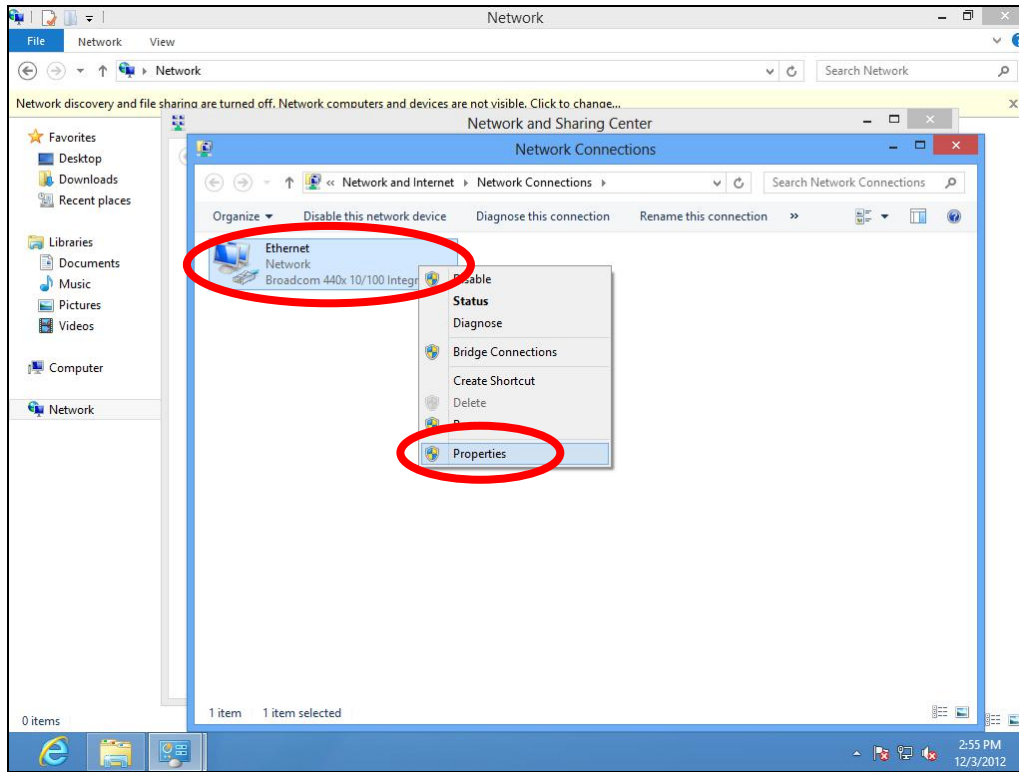 Network
File Network View
Network
Search Network
Network discovery and file sharing are turned off. Network computers and devices are not visible. Click to change...
x
Favorites
Desktop
Downloads
Recent places
Libraries
Documents
Music
Pictures
Videos
Computer
Network
0 items
Network and Sharing Center
Network Connections
« Network and Internet Network Connections
Search Network Connections
Organize Disable this network device Diagnose this connection Rename this connection »
Ethernet
Network
Broadcom 440x 10/100
Status
Diagnose
Bridge Connections
Create Shortcut
Delete
Properties
1 item 1 item selected
2:55 PM
12/3/2012